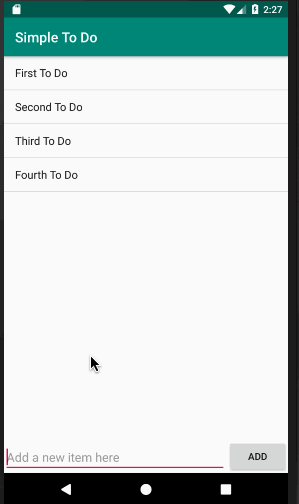 2:27
Simple To Do
First To Do
Second To Do
Third To Do
Fourth To Do
Add a new item here
ADD